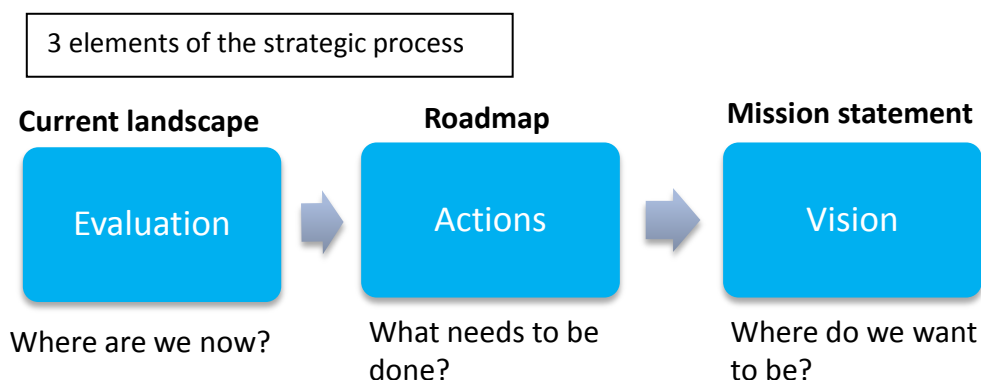 3 elements of the strategic process
Current landscape
Roadmap
Mission statement
Evaluation
Actions
Vision
Where are we now?
What needs to be
done?
Where do we want
to be?